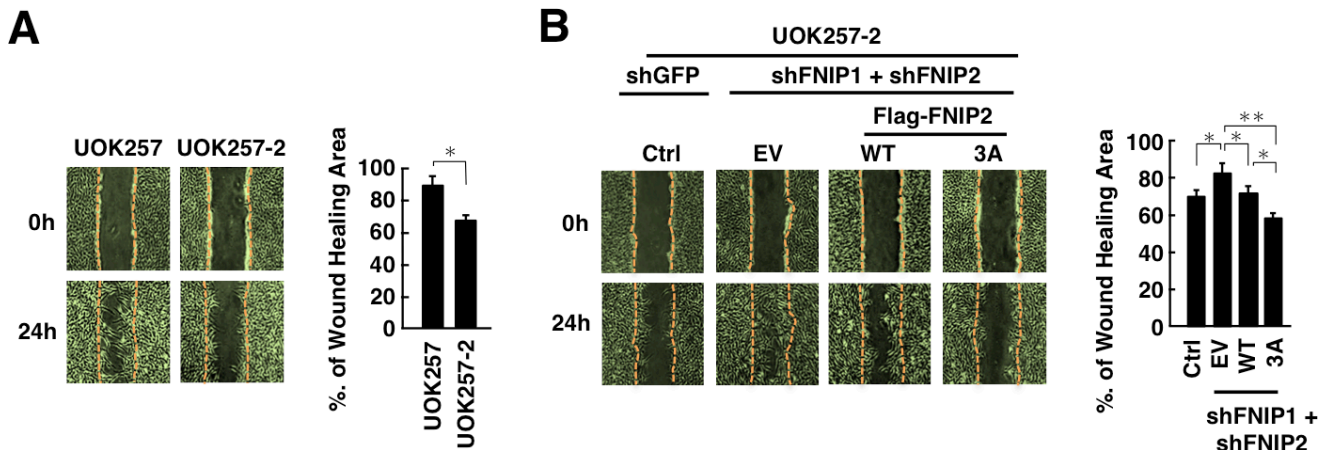 A
UOK257
UOK257-2
0h
24h
%. of Wound Healing Area
100
80
60
40
20
0
*
UOK257
UOK257-2
B
UOK257-2
shGFP
shFNIP1 + shFNIP2
Flag-FNIP2
Ctrl
EV
WT
3A
0h
24h
%. of Wound Healing Area
100
80
60
40
20
0
**
*
*
*
Ctrl
EV
WT
3A
shFNIP1 +
shFNIP2